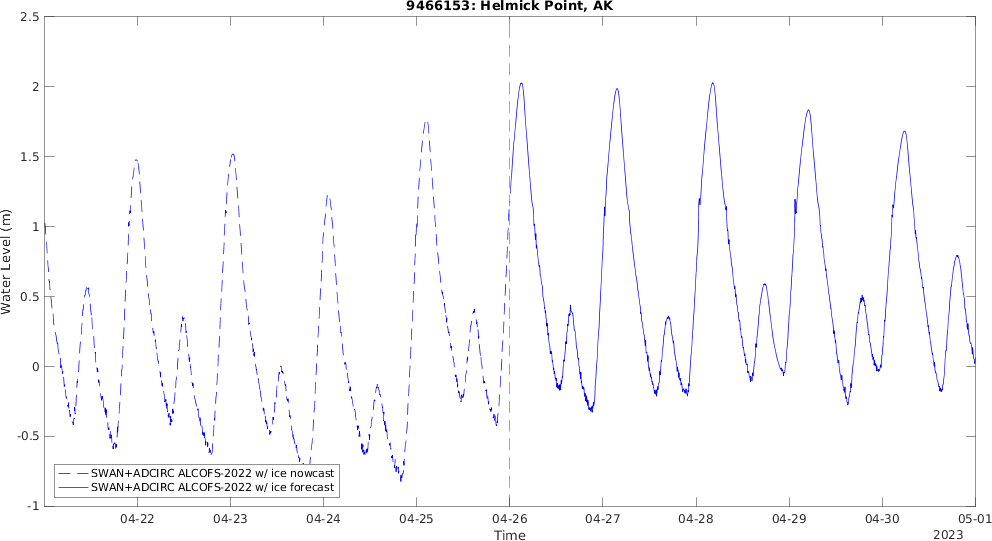 9466153: Helmick Point, AK
2.5
2
1.5
1
0.5
0
-0.5
-1
Water Level (m)
SWAN+ADCIRC ALCOFS-2022 w/ ice nowcast
SWAN+ADCIRC ALCOFS-2022 w/ ice forecast
04-22 04-23 04-24 04-25 04-26 04-27 04-28 04-29 04-30 05-01
Time
2023